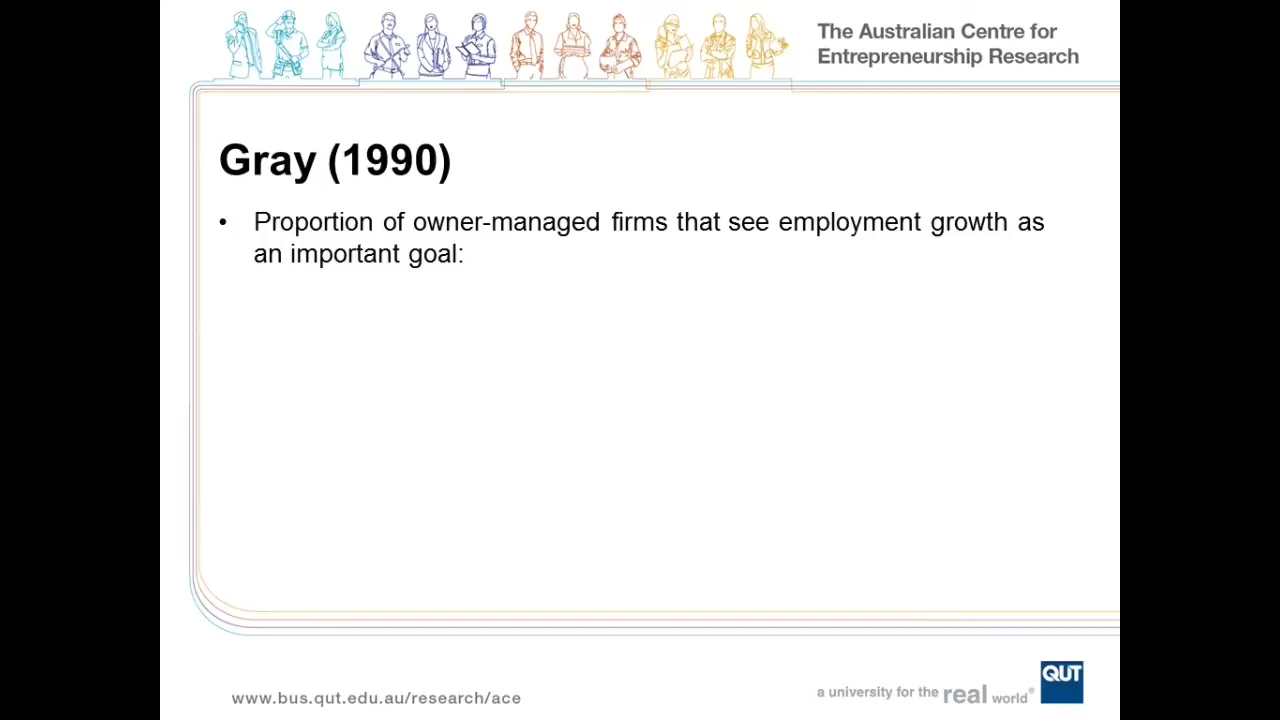 The Australian Centre for
Entrepreneurship Research
Gray (1990)
• Proportion of owner-managed firms that see employment growth as
an important goal:
www.bus.qut.edu.au/research/ace
a university for the real world®
QUT